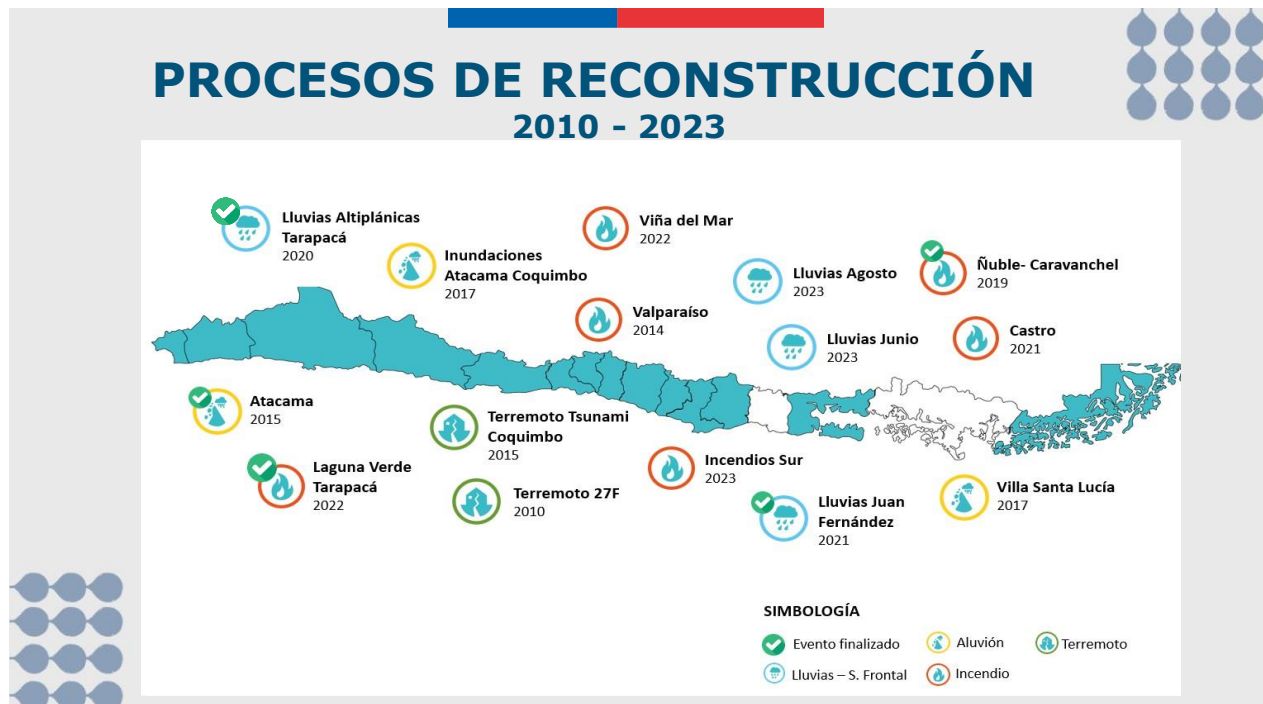 PROCESOS DE RECONSTRUCCIÓN
2010 - 2023
Lluvias Altiplánicas
Tarapacá
2020
Inundaciones
Atacama Coquimbo
2017
Viña del Mar
2022
Valparaíso
2014
Lluvias Agosto
2023
Lluvias Junio
2023
Ñuble- Caravanchel
2019
Castro
2021
Atacama
2015
Laguna Verde
Tarapacá
2022
Terremoto Tsunami
Coquimbo
2015
Terremoto 27F
2010
Incendios Sur
2023
Lluvias Juan
Fernández
2021
Villa Santa Lucía
2017
SIMBOLOGÍA
Evento finalizado
Aluvión
Terremoto
Lluvias – S. Frontal
Incendio